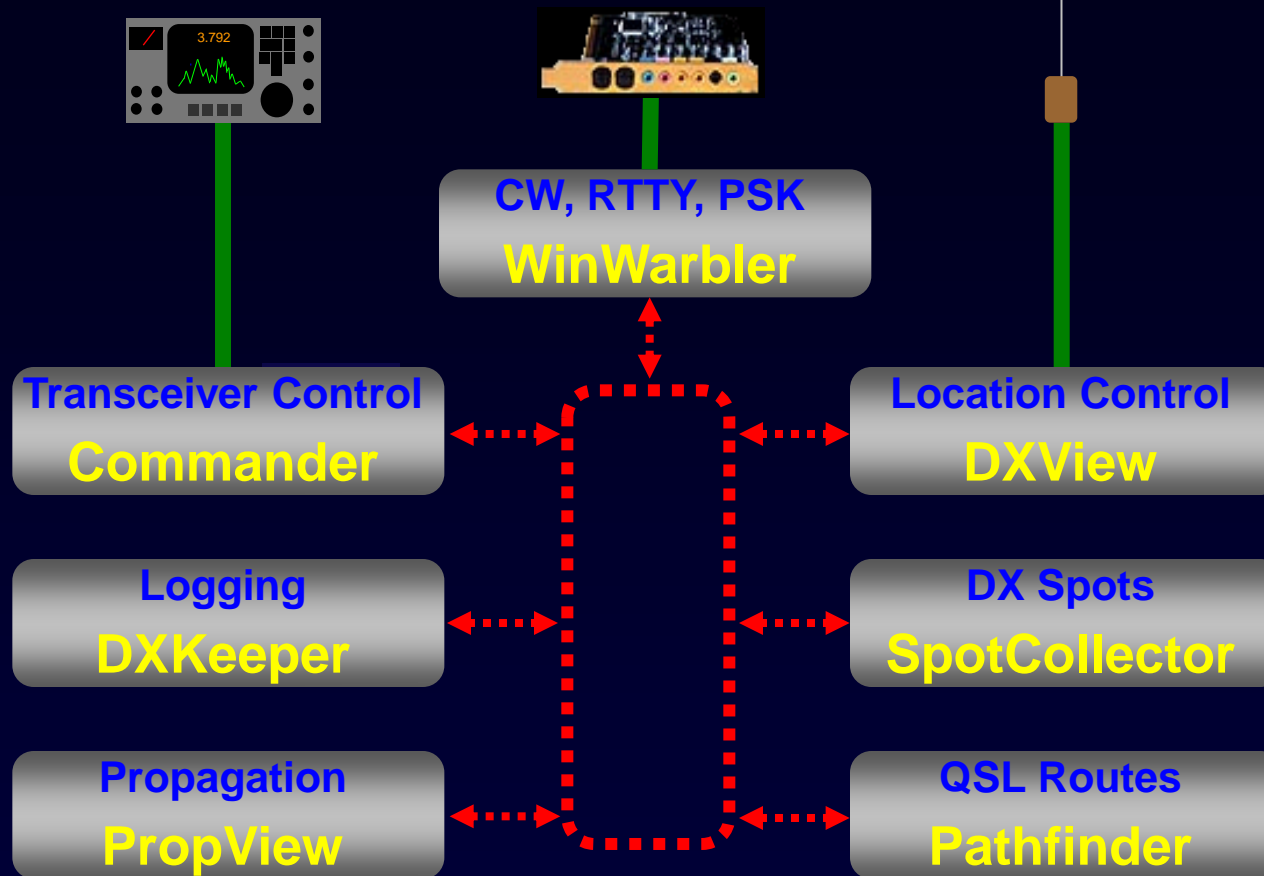 3.792
CW, RTTY, PSK
WinWarbler
Transceiver Control
Commander
Location Control
DXView
Logging
DXKeeper
DX Spots
SpotCollector
Propagation
PropView
QSL Routes
Pathfinder